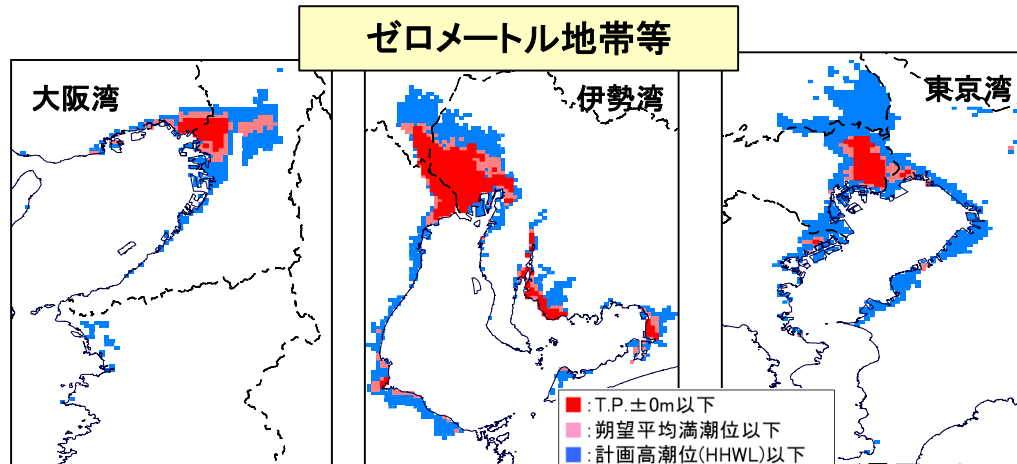 ゼロメートル地帯等
大阪湾
伊勢湾
東京湾
:T.P.±0m以下
:朔望平均満潮位以下
:計画高潮位(HHWL)以下